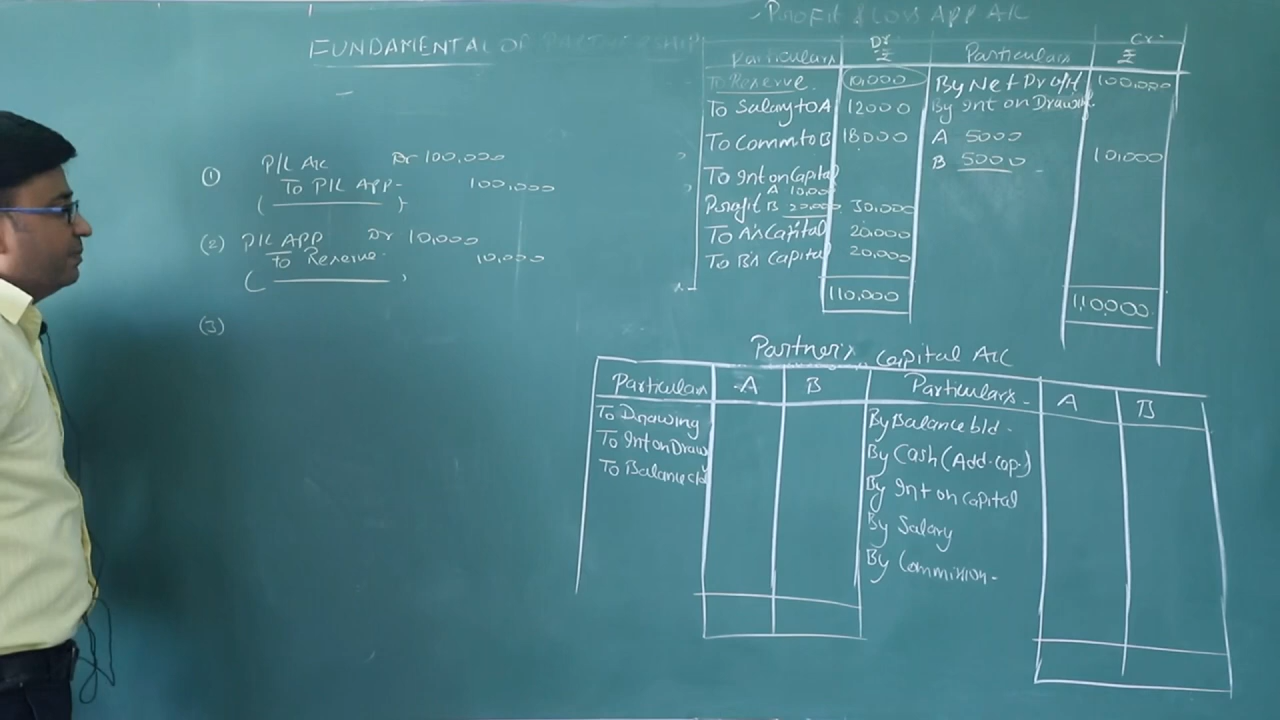 FUNDAMENTAL OF PARTNERSHIP
(1) P/L A/c Dr 100,000
To P/L APP- 100,000
(2) P/L APP Dr 10,000
To Reserve 10,000
(3)
Profit & Loss APP A/c
Dr. Cr.
Particulars ₹ Particulars ₹
To Reserve. 10,000 By Net Profit 100,000
To Salary to A 12000 By Int on Drawin
To Comm to B 18000 A 5000
B 5000 10,000
To Int on Capital
A 10,000
Profit B 20,000 30,000
To A's Capital 20,000
To B's Capital 20,000
110,000 1,10,000
Partner's Capital A/c
Particulars A B Particulars A B
To Drawing By Balance b/d
To Int on Draw By Cash (Add. Cap.)
To Balance c/d By Int on Capital
By Salary
By Commission